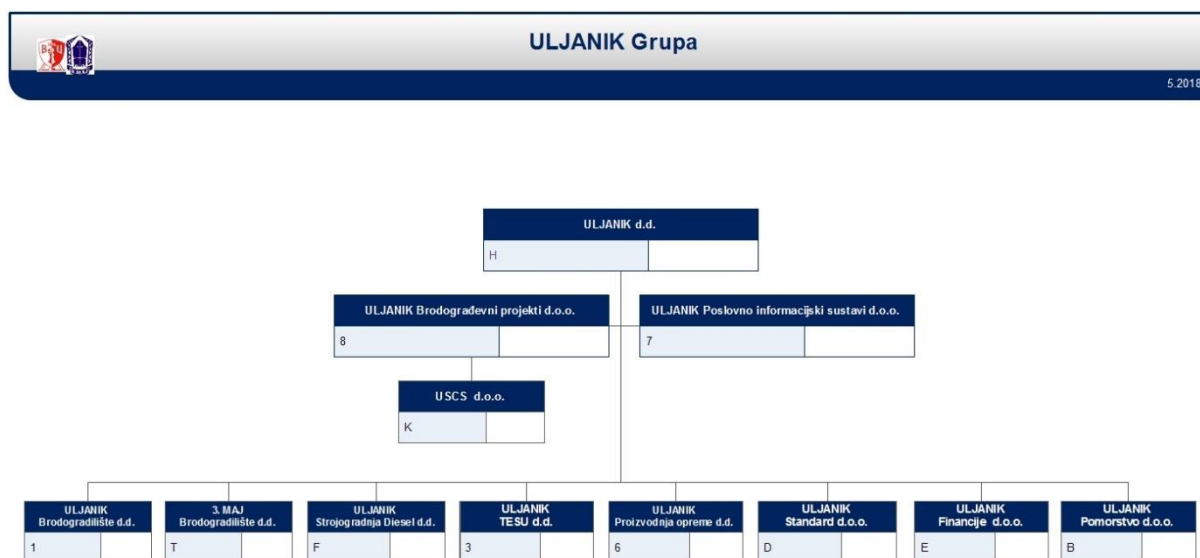 ULJANIK Grupa
5.2018
ULJANIK d.d.
H
ULJANIK Brodograđevni projekti d.o.o.
8
ULJANIK Poslovno informacijski sustavi d.o.o.
7
USCS d.o.o.
K
ULJANIK
Brodogradilište d.d.
1
3. MAJ
Brodogradilište d.d.
T
ULJANIK
Strojogradnja Diesel d.d.
F
ULJANIK
TESU d.d.
3
ULJANIK
Proizvodnja opreme d.d.
6
ULJANIK
Standard d.o.o.
D
ULJANIK
Financije d.o.o.
E
ULJANIK
Pomorstvo d.o.o.
B